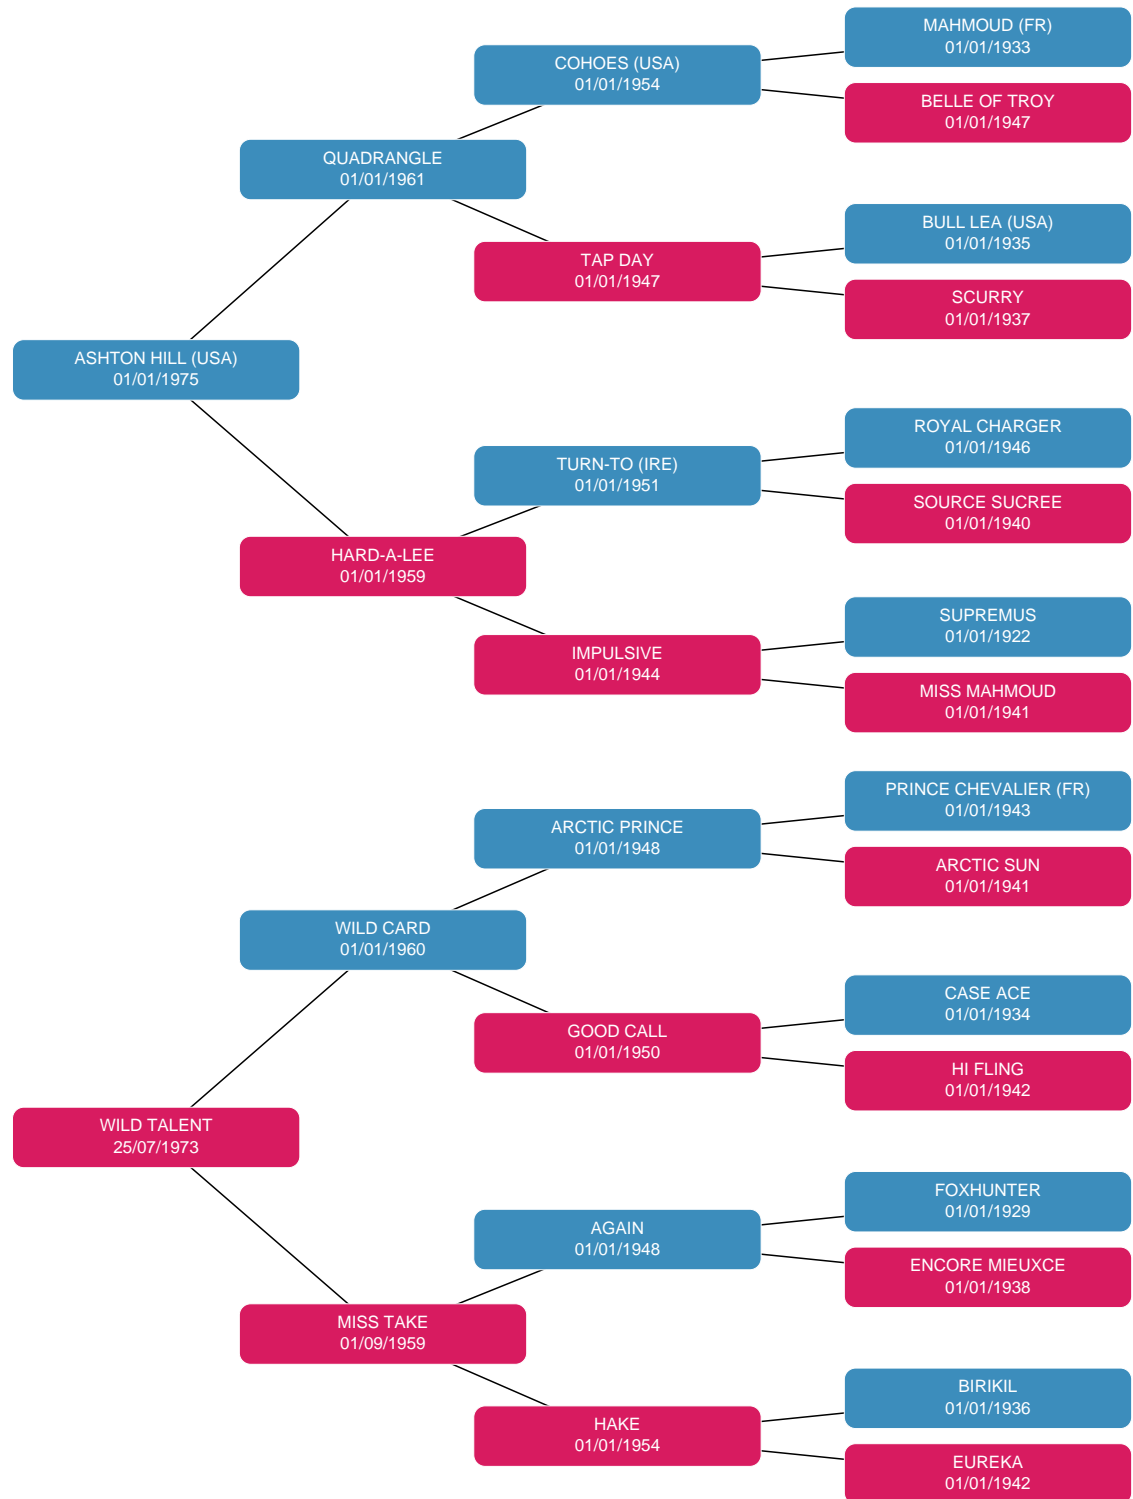 MAHMOUD (FR)
01/01/1933
COHOES (USA)
01/01/1954
BELLE OF TROY
01/01/1947
QUADRANGLE
01/01/1961
BULL LEA (USA)
01/01/1935
TAP DAY
01/01/1947
SCURRY
01/01/1937
ASHTON HILL (USA)
01/01/1975
ROYAL CHARGER
01/01/1946
TURN-TO (IRE)
01/01/1951
SOURCE SUCREE
01/01/1940
HARD-A-LEE
01/01/1959
SUPREMUS
01/01/1922
IMPULSIVE
01/01/1944
MISS MAHMOUD
01/01/1941
PRINCE CHEVALIER (FR)
01/01/1943
ARCTIC PRINCE
01/01/1948
ARCTIC SUN
01/01/1941
WILD CARD
01/01/1960
CASE ACE
01/01/1934
GOOD CALL
01/01/1950
HI FLING
01/01/1942
WILD TALENT
25/07/1973
FOXHUNTER
01/01/1929
AGAIN
01/01/1948
ENCORE MIEUXCE
01/01/1938
MISS TAKE
01/09/1959
BIRIKIL
01/01/1936
HAKE
01/01/1954
EUREKA
01/01/1942